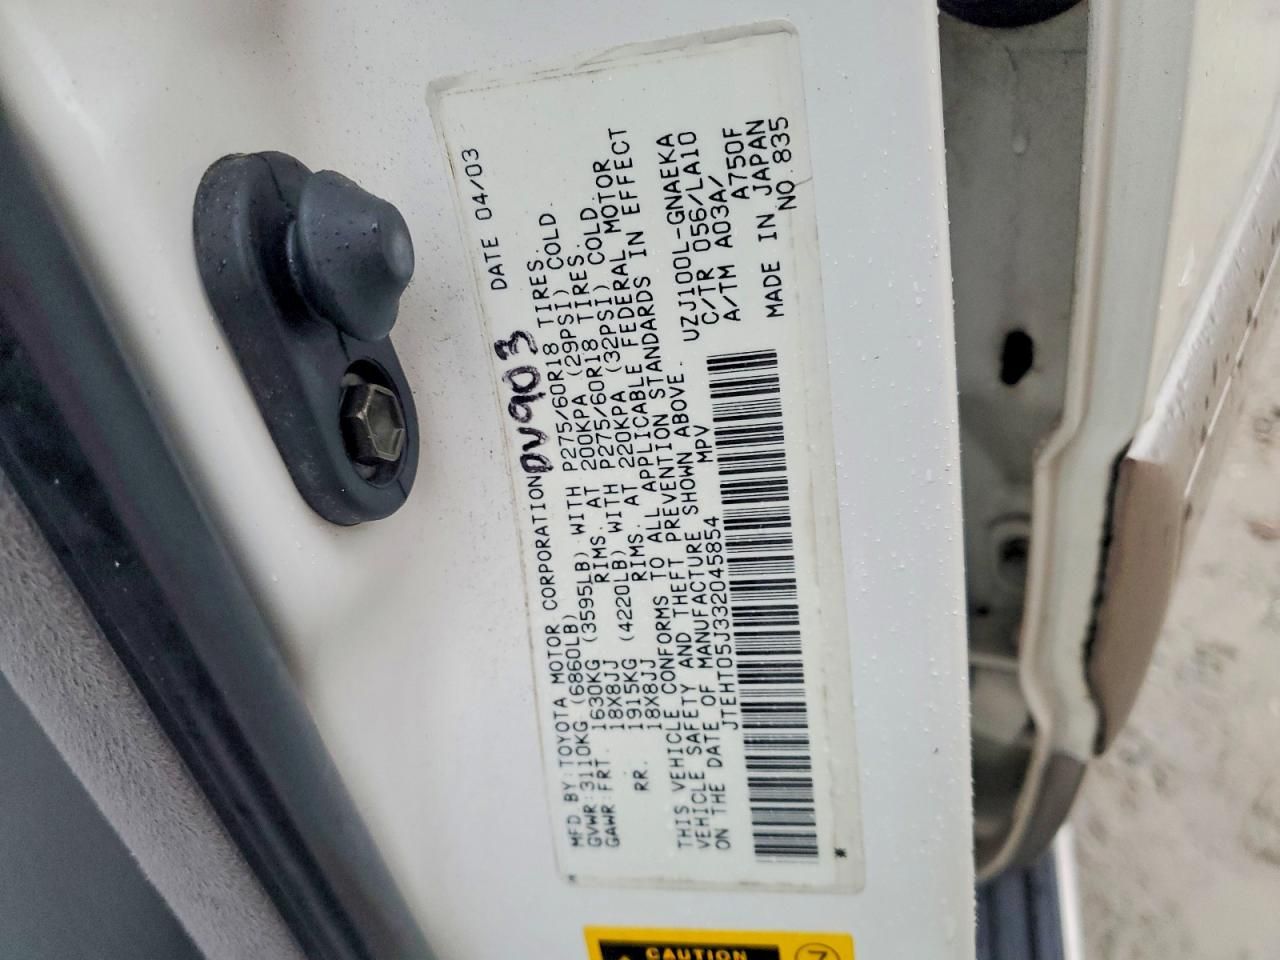 DATE 04/03
MFD. BY: TOYOTA MOTOR CORPORATION DV903
GVWR: 3110KG (6860LB)
GAWR: FRT. 1630KG (3595LB) WITH P275/60R18 TIRES.
18X8JJ RIMS. AT 200KPA (29PSI) COLD.
RR. 1915KG (4220LB) WITH P275/60R18 TIRES.
18X8JJ RIMS. AT 220KPA (32PSI) COLD.
THIS VEHICLE CONFORMS TO ALL APPLICABLE FEDERAL MOTOR
VEHICLE SAFETY AND THEFT PREVENTION STANDARDS IN EFFECT
ON THE DATE OF MANUFACTURE SHOWN ABOVE.
JTEHT05J332045854 MPV
UZJ100L-GNAEKA
C/TR 056/LA10
A/TM A03A/ A750F
MADE IN JAPAN
NO.835
*
CAUTION